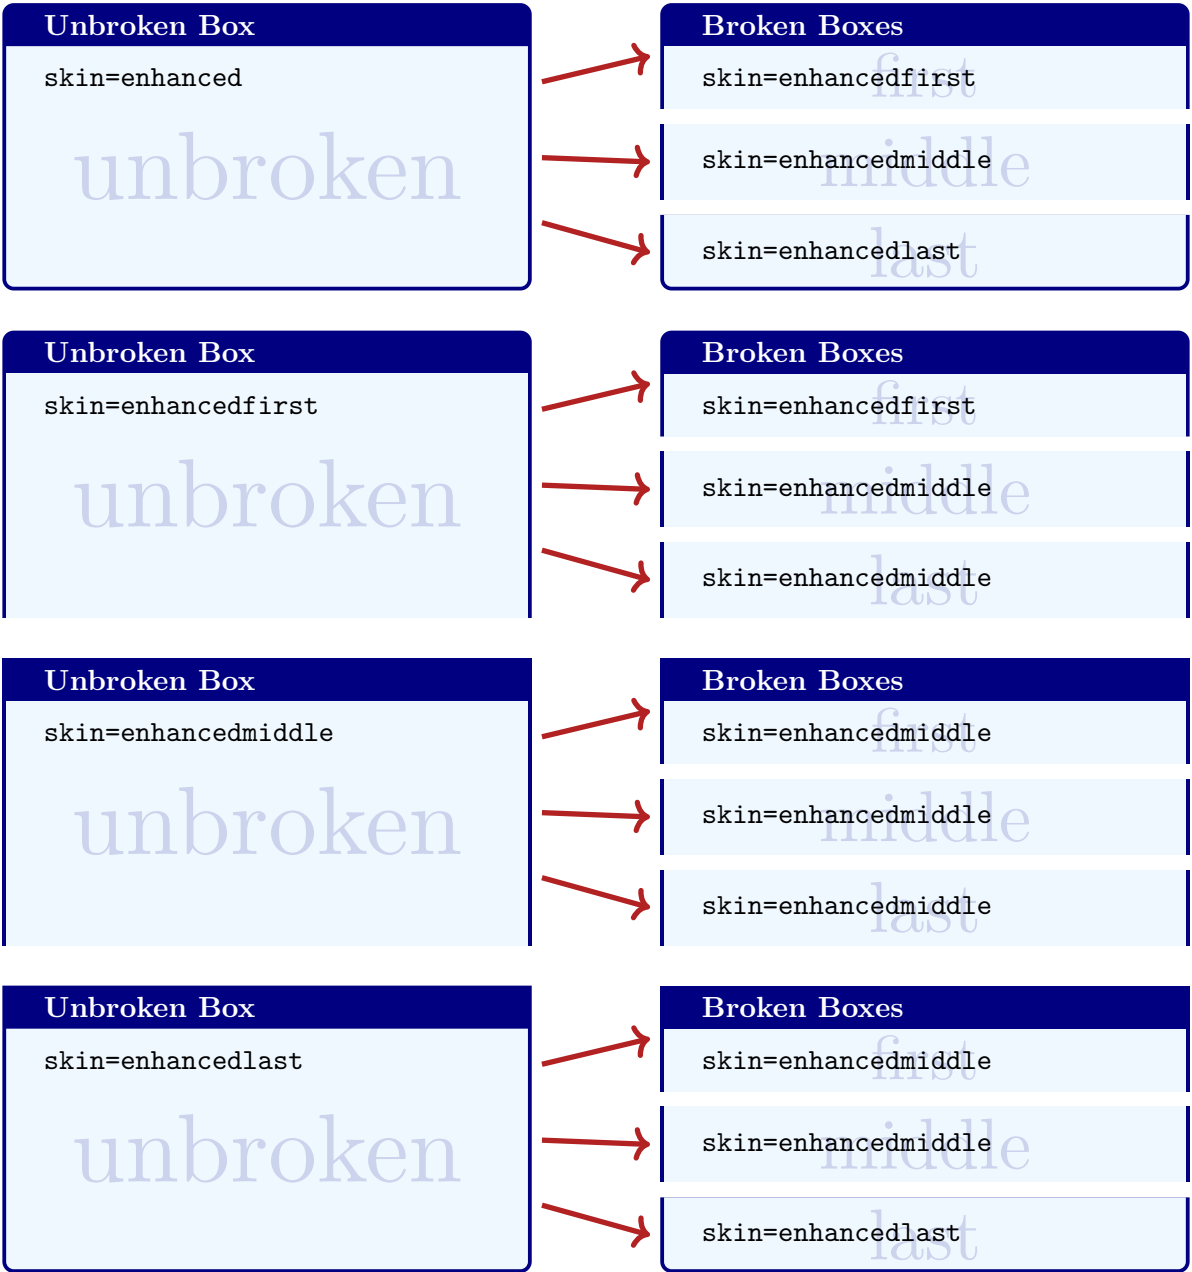 Unbroken Box
skin=enhanced
unbroken
Broken Boxes
first
skin=enhancedfirst
middle
skin=enhancedmiddle
last
skin=enhancedlast
Unbroken Box
skin=enhancedfirst
unbroken
Broken Boxes
first
skin=enhancedfirst
middle
skin=enhancedmiddle
last
skin=enhancedmiddle
Unbroken Box
skin=enhancedmiddle
unbroken
Broken Boxes
first
skin=enhancedmiddle
middle
skin=enhancedmiddle
last
skin=enhancedmiddle
Unbroken Box
skin=enhancedlast
unbroken
Broken Boxes
first
skin=enhancedmiddle
middle
skin=enhancedmiddle
last
skin=enhancedlast